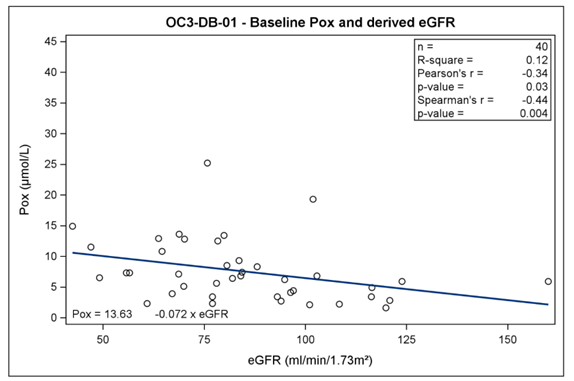 OC3-DB-01 - Baseline Pox and derived eGFR
n = 40
R-square = 0.12
Pearson's r = -0.34
p-value = 0.03
Spearman's r = -0.44
p-value = 0.004
45
40
35
30
25
20
15
10
5
0
Pox (µmol/L)
Pox = 13.63 -0.072 x eGFR
50 75 100 125 150
eGFR (ml/min/1.73m²)